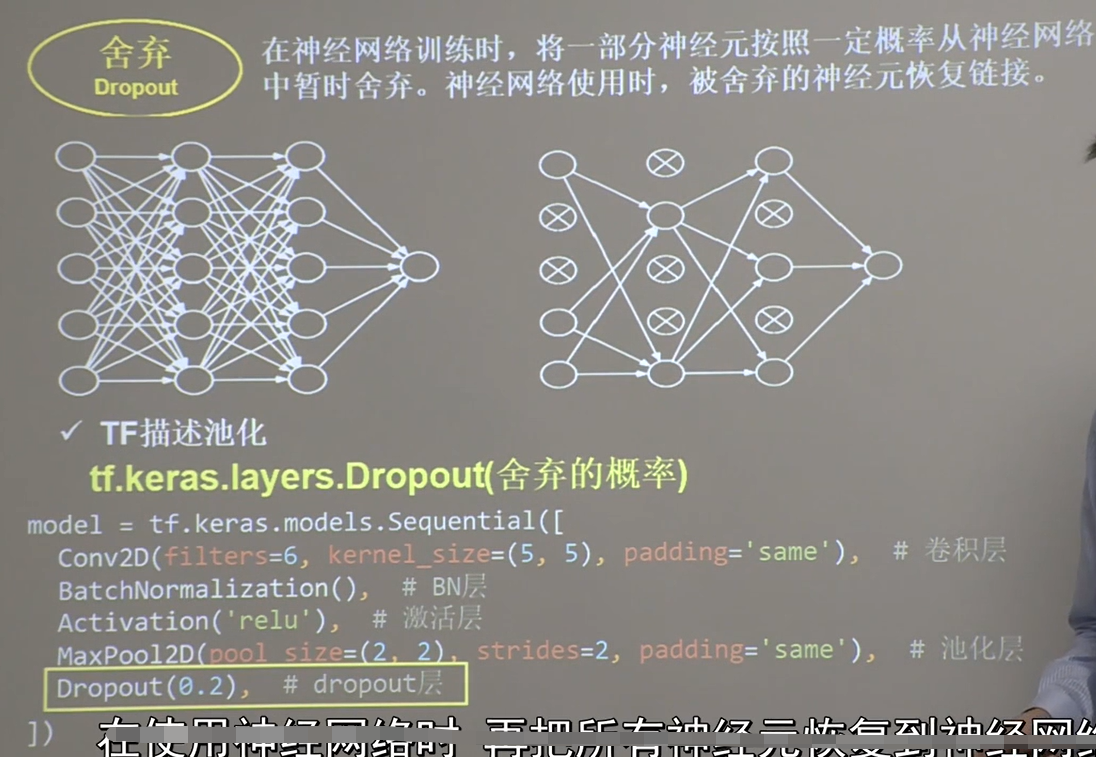 舍弃
Dropout
在神经网络训练时，将一部分神经元按照一定概率从神经网络
中暂时舍弃。神经网络使用时，被舍弃的神经元恢复链接。
✓ TF描述池化
tf.keras.layers.Dropout(舍弃的概率)
model = tf.keras.models.Sequential([
Conv2D(filters=6, kernel_size=(5, 5), padding='same'), # 卷积层
BatchNormalization(), # BN层
Activation('relu'), # 激活层
MaxPool2D(pool_size=(2, 2), strides=2, padding='same'), # 池化层
Dropout(0.2), # dropout层
])
在使用神经网络时 再把所有神经元恢复到神经网络